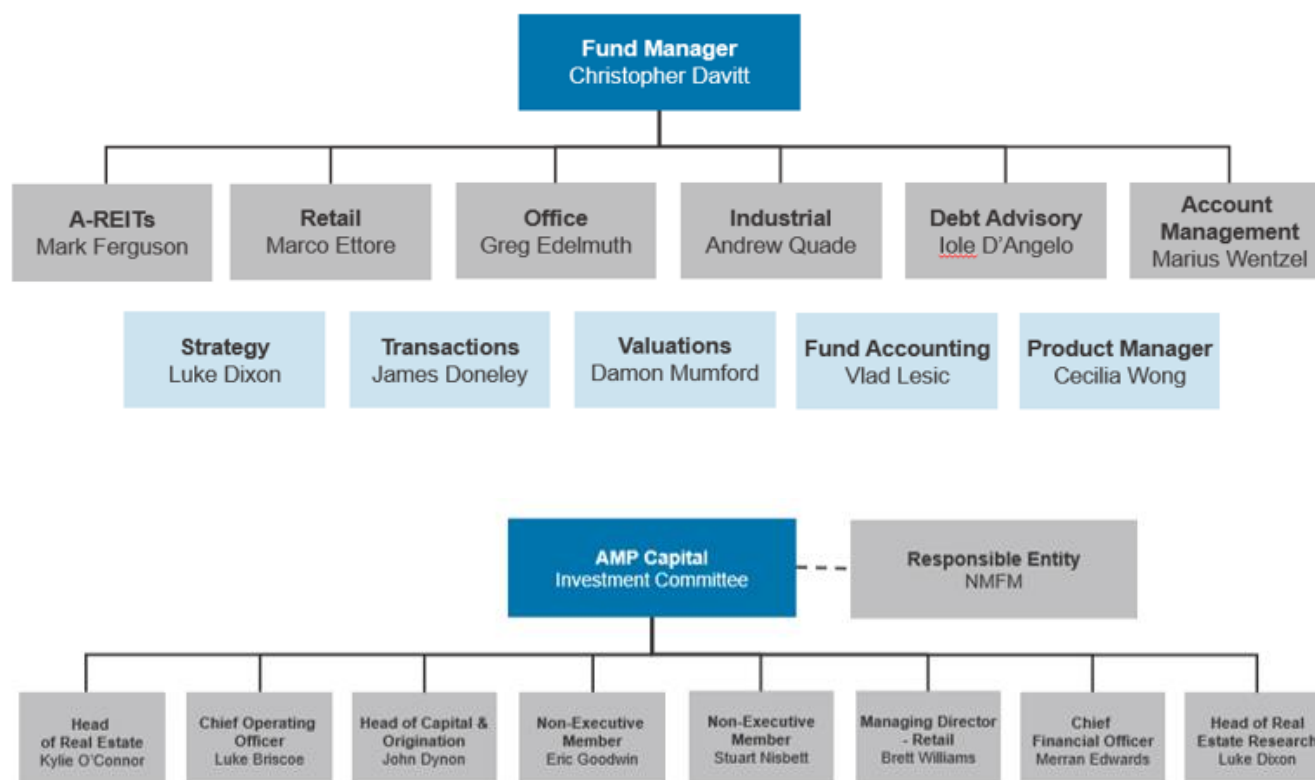 Fund Manager
Christopher Davitt
A-REITs
Mark Ferguson
Retail
Marco Ettore
Office
Greg Edelmuth
Industrial
Andrew Quade
Debt Advisory
Iole D'Angelo
Account
Management
Marius Wentzel
Strategy
Luke Dixon
Transactions
James Doneley
Valuations
Damon Mumford
Fund Accounting
Vlad Lesic
Product Manager
Cecilia Wong
AMP Capital
Investment Committee
Responsible Entity
NMFM
Head
of Real Estate
Kylie O'Connor
Chief Operating
Officer
Luke Briscoe
Head of Capital &
Origination
John Dynon
Non-Executive
Member
Eric Goodwin
Non-Executive
Member
Stuart Nisbett
Managing Director
- Retail
Brett Williams
Chief
Financial Officer
Merran Edwards
Head of Real
Estate Research
Luke Dixon